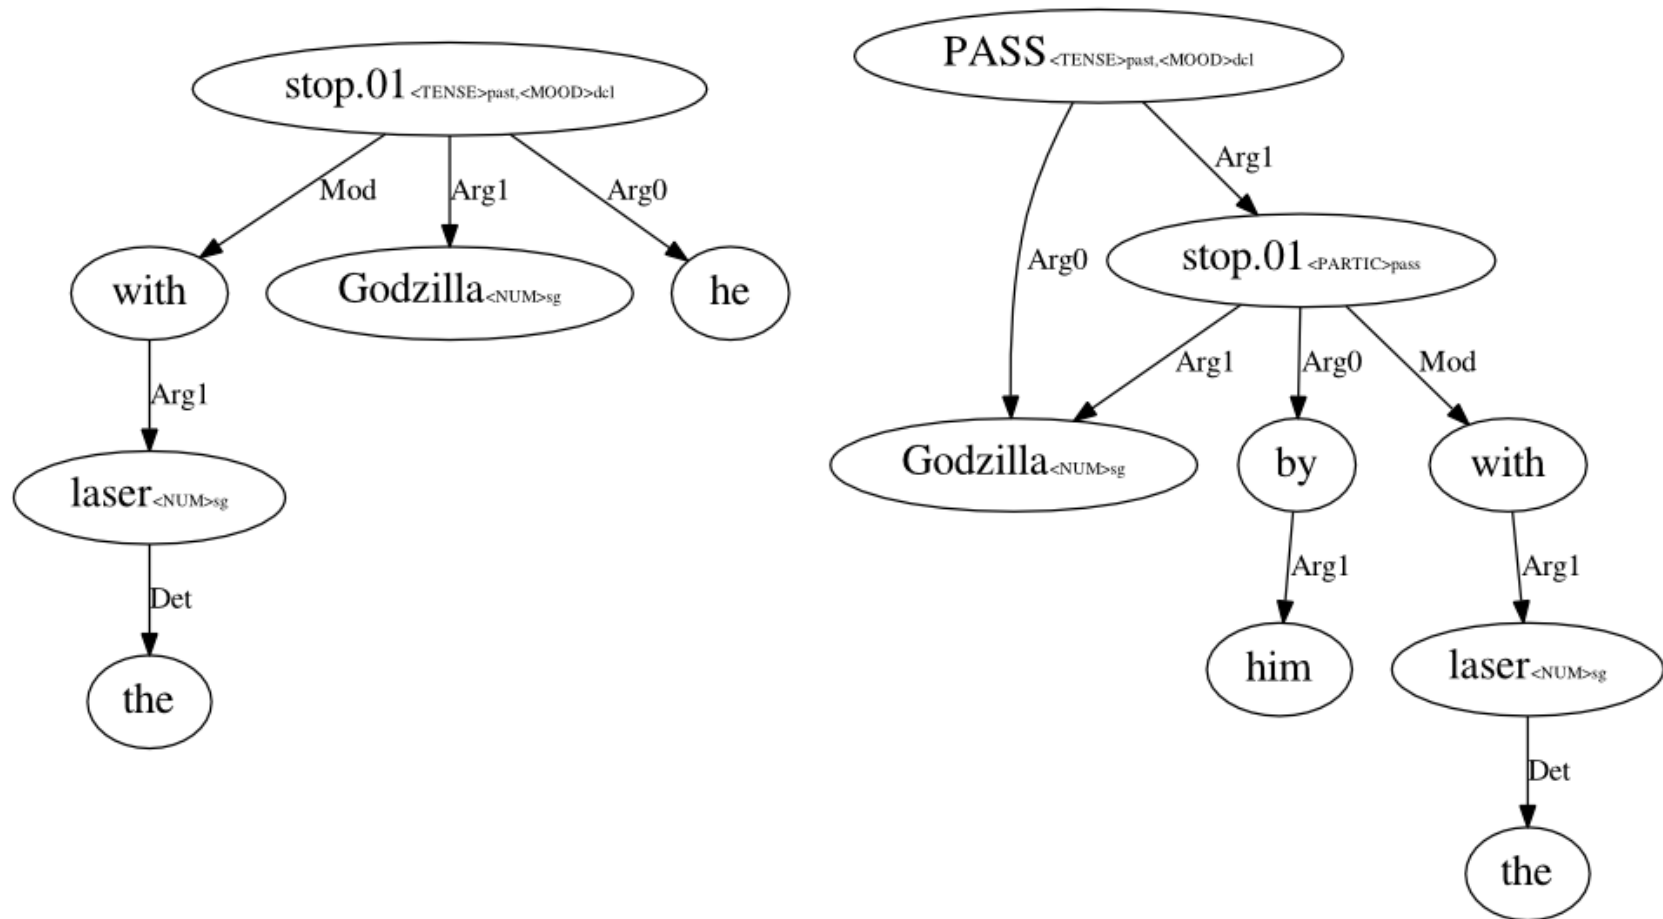 stop.01<TENSE>past,<MOOD>dcl
Mod
Arg1
Arg0
with
Godzilla<NUM>sg
he
Arg1
laser<NUM>sg
Det
the
PASS<TENSE>past,<MOOD>dcl
Arg1
Arg0
stop.01<PARTIC>pass
Arg1
Arg0
Mod
Godzilla<NUM>sg
by
with
Arg1
Arg1
him
laser<NUM>sg
Det
the